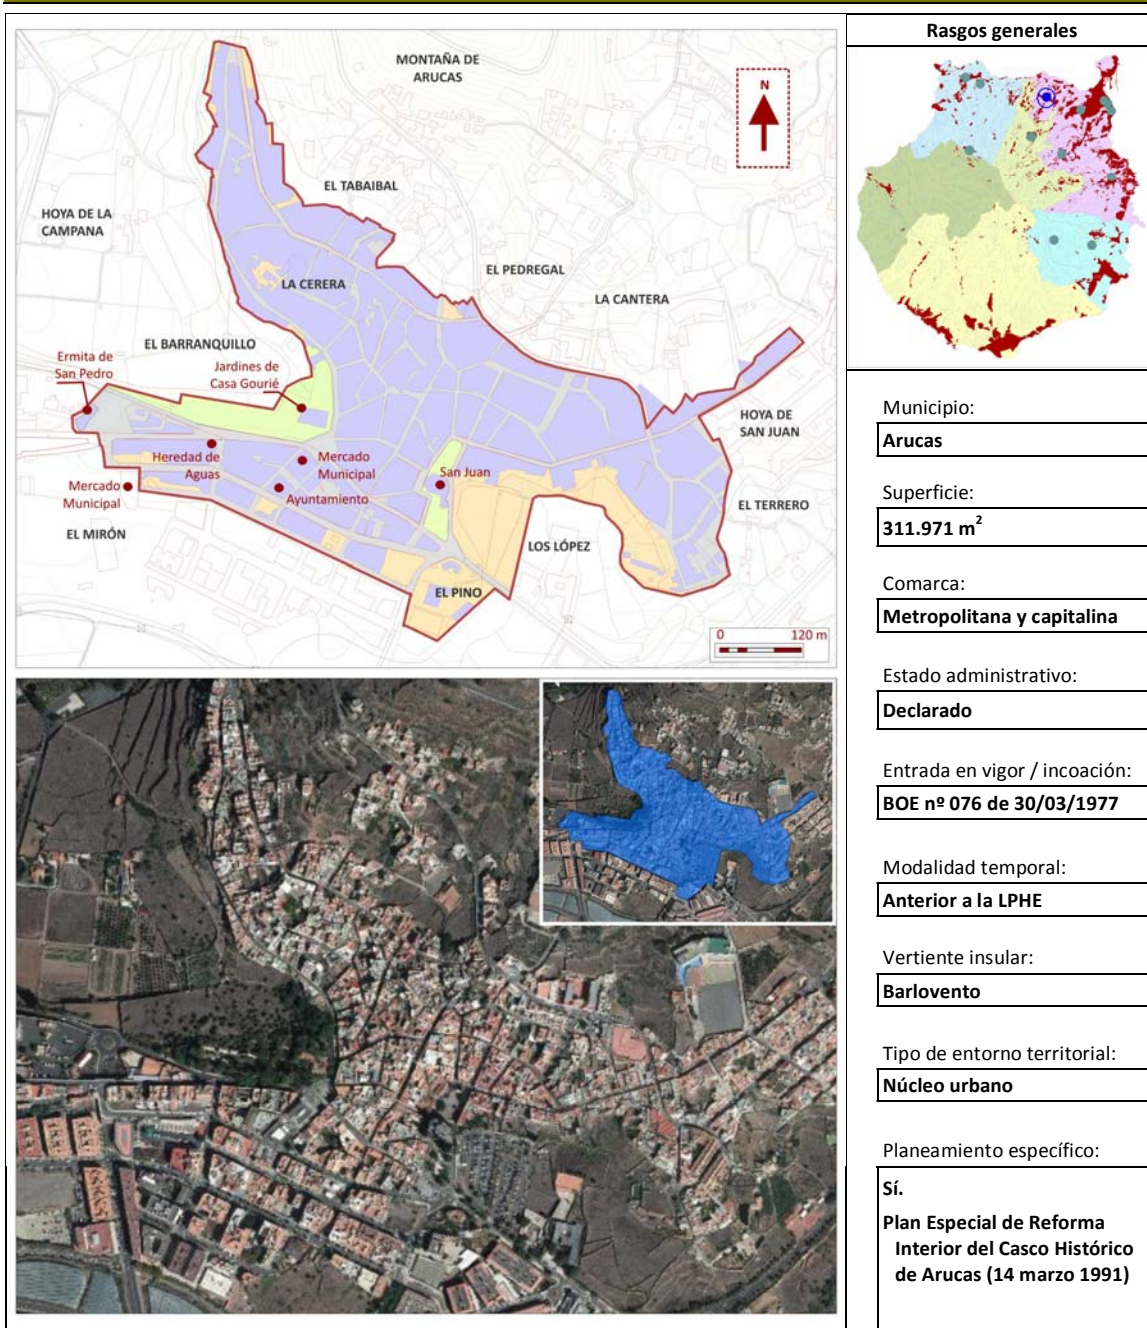 MONTAÑA DE
ARUCAS
N
EL TABAIBAL
HOYA DE LA
CAMPANA
EL PEDREGAL
LA CERERA
LA CANTERA
EL BARRANQUILLO
Ermita de
San Pedro
Jardines de
Casa Gourié
HOYA DE
SAN JUAN
Heredad de
Aguas
Mercado
Municipal
San Juan
Mercado
Municipal
Ayuntamiento
EL TERRERO
EL MIRÓN
LOS LÓPEZ
EL PINO
0 120 m
Rasgos generales
Municipio:
Arucas
Superficie:
311.971 m²
Comarca:
Metropolitana y capitalina
Estado administrativo:
Declarado
Entrada en vigor / incoación:
BOE nº 076 de 30/03/1977
Modalidad temporal:
Anterior a la LPHE
Vertiente insular:
Barlovento
Tipo de entorno territorial:
Núcleo urbano
Planeamiento específico:
Sí.
Plan Especial de Reforma
Interior del Casco Histórico
de Arucas (14 marzo 1991)